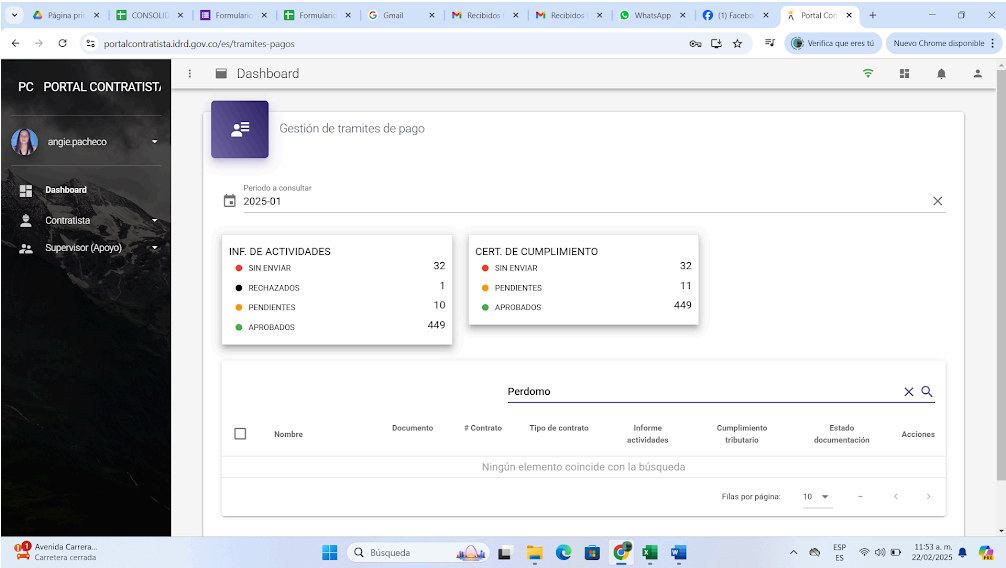 Página prin
CONSOLID
Formulario
Formulario
Gmail
Recibidos
Recibidos
WhatsApp
(1) Facebo
Portal Con
portalcontratista.idrd.gov.co/es/tramites-pagos
Verifica que eres tú
Nuevo Chrome disponible
PC PORTAL CONTRATISTA
Dashboard
angie.pacheco
Dashboard
Contratista
Supervisor (Apoyo)
Gestión de tramites de pago
Periodo a consultar
2025-01
INF. DE ACTIVIDADES
SIN ENVIAR 32
RECHAZADOS 1
PENDIENTES 10
APROBADOS 449
CERT. DE CUMPLIMIENTO
SIN ENVIAR 32
PENDIENTES 11
APROBADOS 449
Perdomo
Nombre Documento # Contrato Tipo de contrato Informe actividades Cumplimiento tributario Estado documentación Acciones
Ningún elemento coincide con la búsqueda
Filas por página: 10 –
Avenida Carrera...
Carretera cerrada
Búsqueda
ESP
ES
11:53 a. m.
22/02/2025